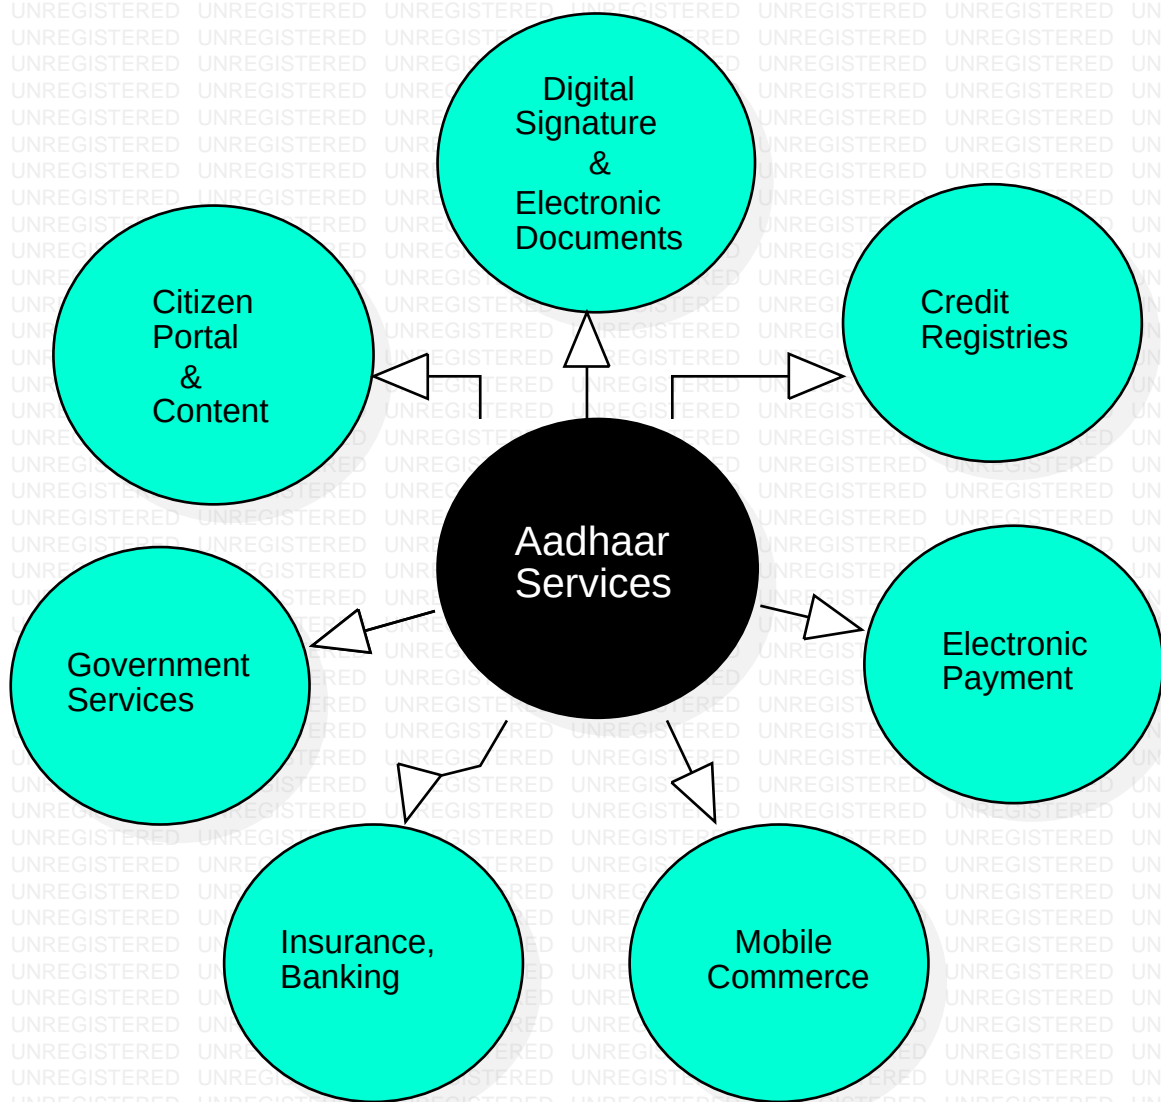 Digital
Signature
&
Electronic
Documents
Citizen
Portal
&
Content
Credit
Registries
Aadhaar
Services
Government
Services
Electronic
Payment
Insurance,
Banking
Mobile
Commerce
UNREGISTERED